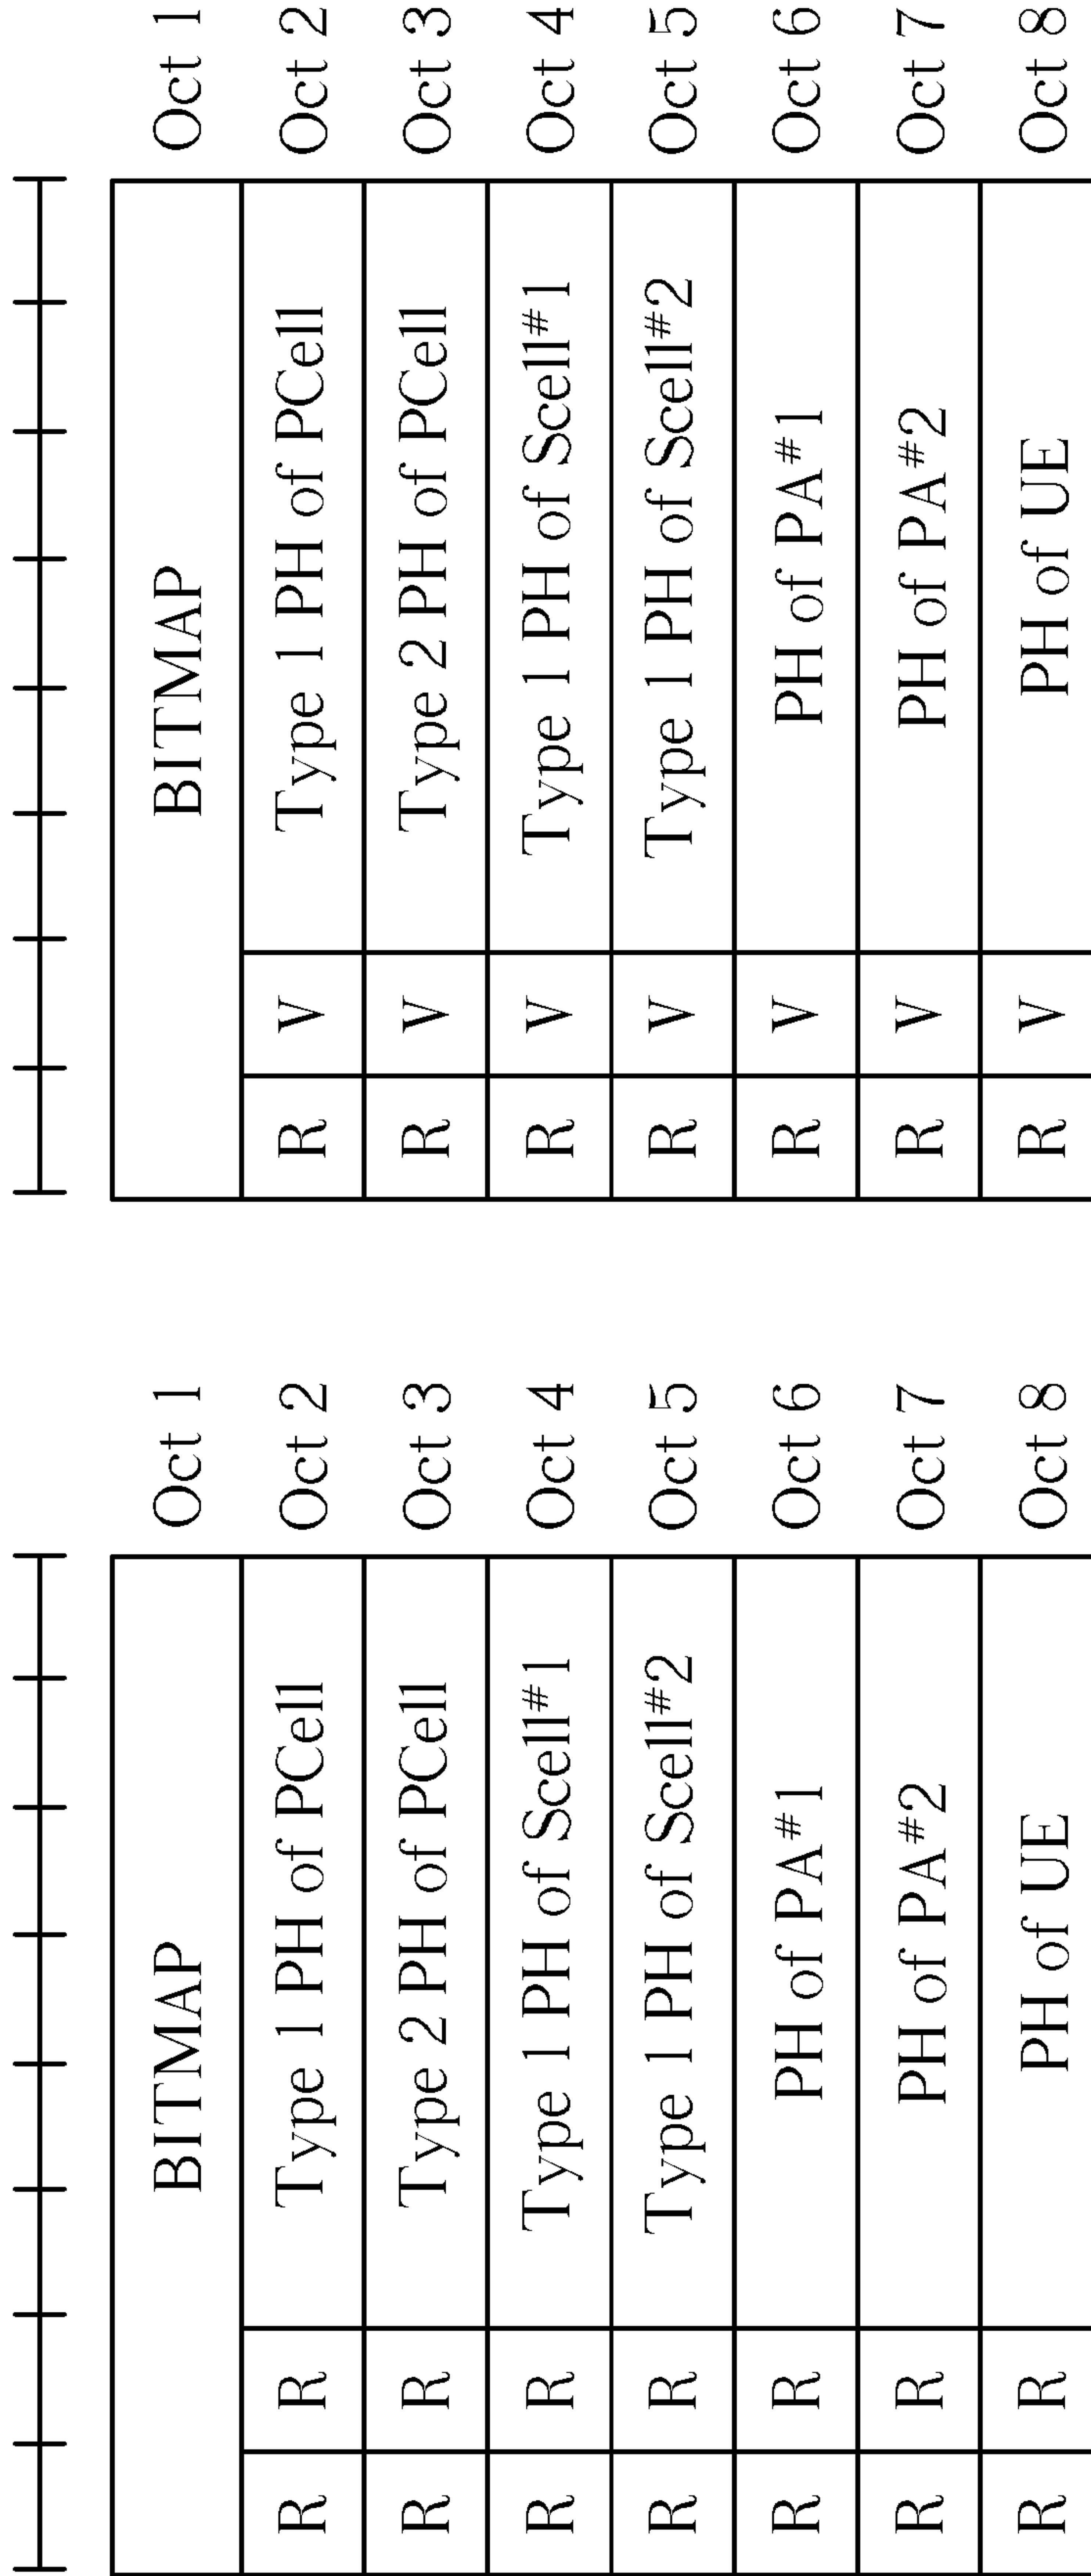 BITMAP Oct 1
R R Type 1 PH of PCell Oct 2
R R Type 2 PH of PCell Oct 3
R R Type 1 PH of Scell#1 Oct 4
R R Type 1 PH of Scell#2 Oct 5
R R PH of PA#1 Oct 6
R R PH of PA#2 Oct 7
R R PH of UE Oct 8
BITMAP Oct 1
R V Type 1 PH of PCell Oct 2
R V Type 2 PH of PCell Oct 3
R V Type 1 PH of Scell#1 Oct 4
R V Type 1 PH of Scell#2 Oct 5
R V PH of PA#1 Oct 6
R V PH of PA#2 Oct 7
R V PH of UE Oct 8